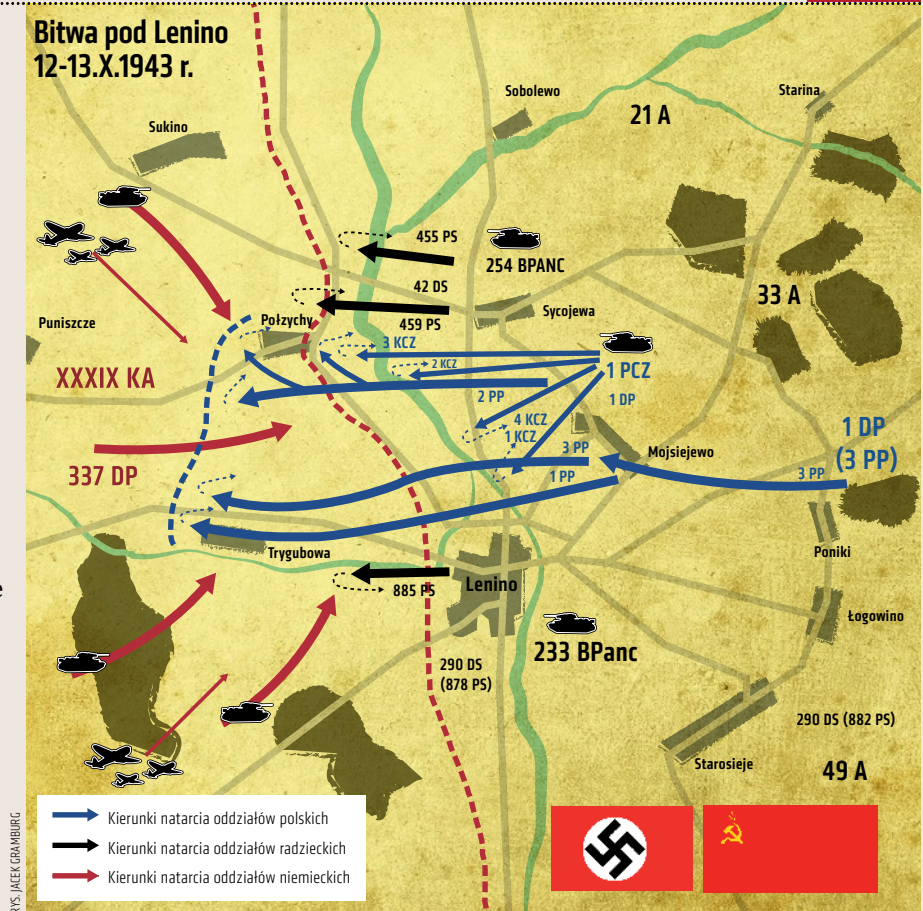 Bitwa pod Lenino
12-13.X.1943 r.
Sobolewo
Starina
21 A
Sukino
455 PS
254 BPANC
42 DS
33 A
Puniszcze
Połzychy
459 PS
Sycojewa
3 KCZ
2 KCZ
1 PCZ
XXXIX KA
2 PP
1 DP
4 KCZ
1 KCZ
1 DP
(3 PP)
337 DP
3 PP
Mojsiejewo
1 PP
3 PP
Trygubowa
Poniki
885 PS
Lenino
Łogowino
233 BPanc
290 DS
(878 PS)
290 DS (882 PS)
Starosieje
49 A
Kierunki natarcia oddziałów polskich
Kierunki natarcia oddziałów radzieckich
Kierunki natarcia oddziałów niemieckich
RYS. JACEK GRAMBURG